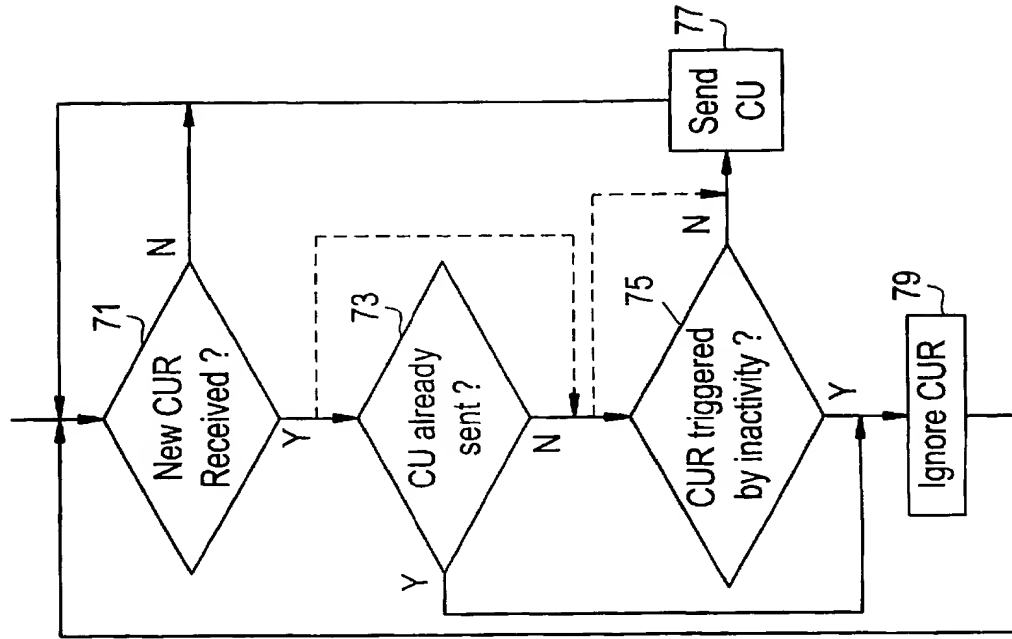 71
New CUR
Received ?
N
Y
73
CU already
sent ?
Y
N
75
CUR triggered
by inactivity ?
N
Y
77
Send
CU
79
Ignore CUR